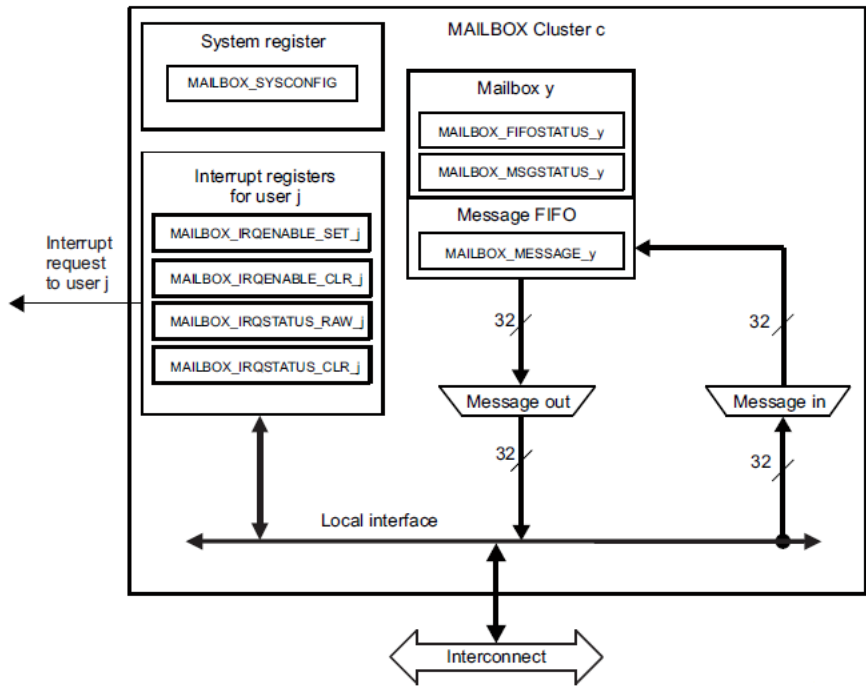 MAILBOX Cluster c
System register
MAILBOX_SYSCONFIG
Interrupt registers
for user j
MAILBOX_IRQENABLE_SET_j
MAILBOX_IRQENABLE_CLR_j
MAILBOX_IRQSTATUS_RAW_j
MAILBOX_IRQSTATUS_CLR_j
Interrupt
request
to user j
Mailbox y
MAILBOX_FIFOSTATUS_y
MAILBOX_MSGSTATUS_y
Message FIFO
MAILBOX_MESSAGE_y
32
32
Message out
Message in
32
32
Local interface
Interconnect